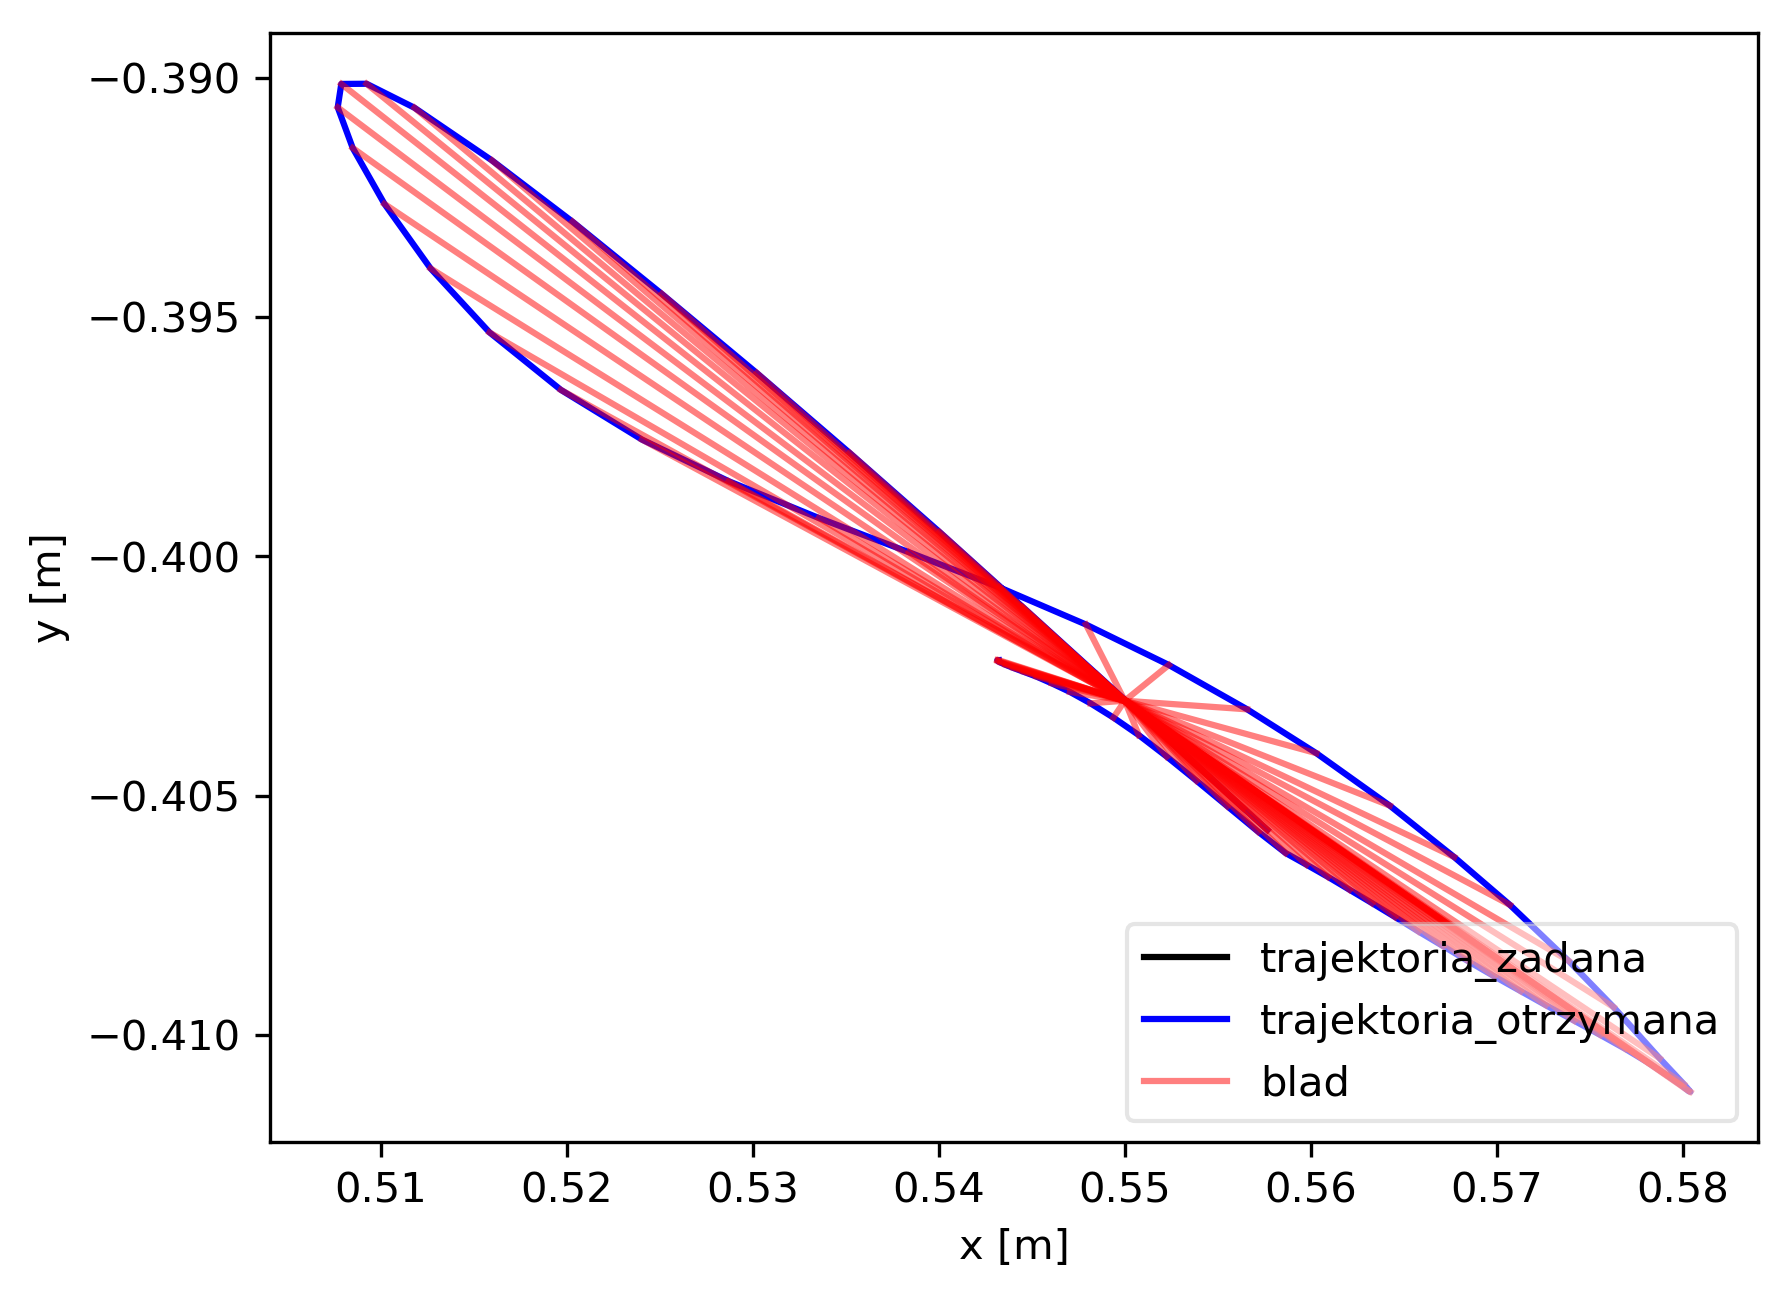 −0.390
−0.395
−0.400
−0.405
−0.410
y [m]
trajektoria_zadana
trajektoria_otrzymana
blad
0.51 0.52 0.53 0.54 0.55 0.56 0.57 0.58
x [m]